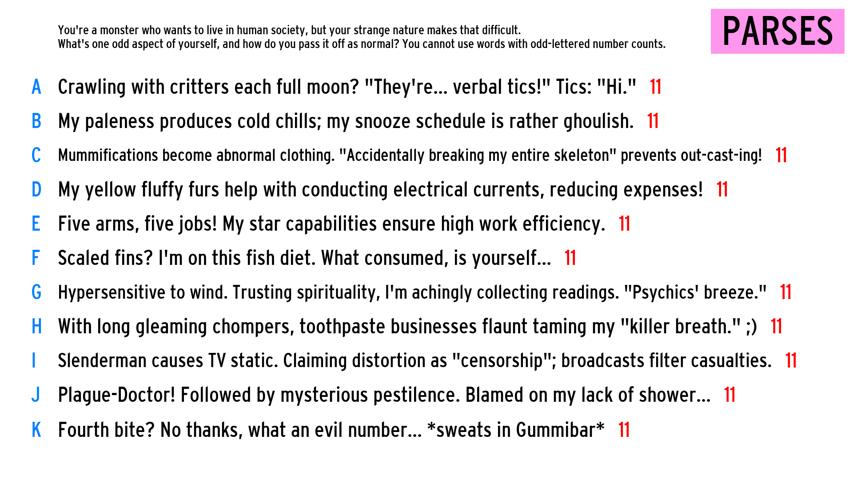 You're a monster who wants to live in human society, but your strange nature makes that difficult.
What's one odd aspect of yourself, and how do you pass it off as normal? You cannot use words with odd-lettered number counts.
PARSES
A Crawling with critters each full moon? "They're... verbal tics!" Tics: "Hi." 11
B My paleness produces cold chills; my snooze schedule is rather ghoulish. 11
C Mummifications become abnormal clothing. "Accidentally breaking my entire skeleton" prevents out-cast-ing! 11
D My yellow fluffy furs help with conducting electrical currents, reducing expenses! 11
E Five arms, five jobs! My star capabilities ensure high work efficiency. 11
F Scaled fins? I'm on this fish diet. What consumed, is yourself... 11
G Hypersensitive to wind. Trusting spirituality, I'm achingly collecting readings. "Psychics' breeze." 11
H With long gleaming chompers, toothpaste businesses flaunt taming my "killer breath." ;) 11
I Slenderman causes TV static. Claiming distortion as "censorship"; broadcasts filter casualties. 11
J Plague-Doctor! Followed by mysterious pestilence. Blamed on my lack of shower... 11
K Fourth bite? No thanks, what an evil number... *sweats in Gummibar* 11